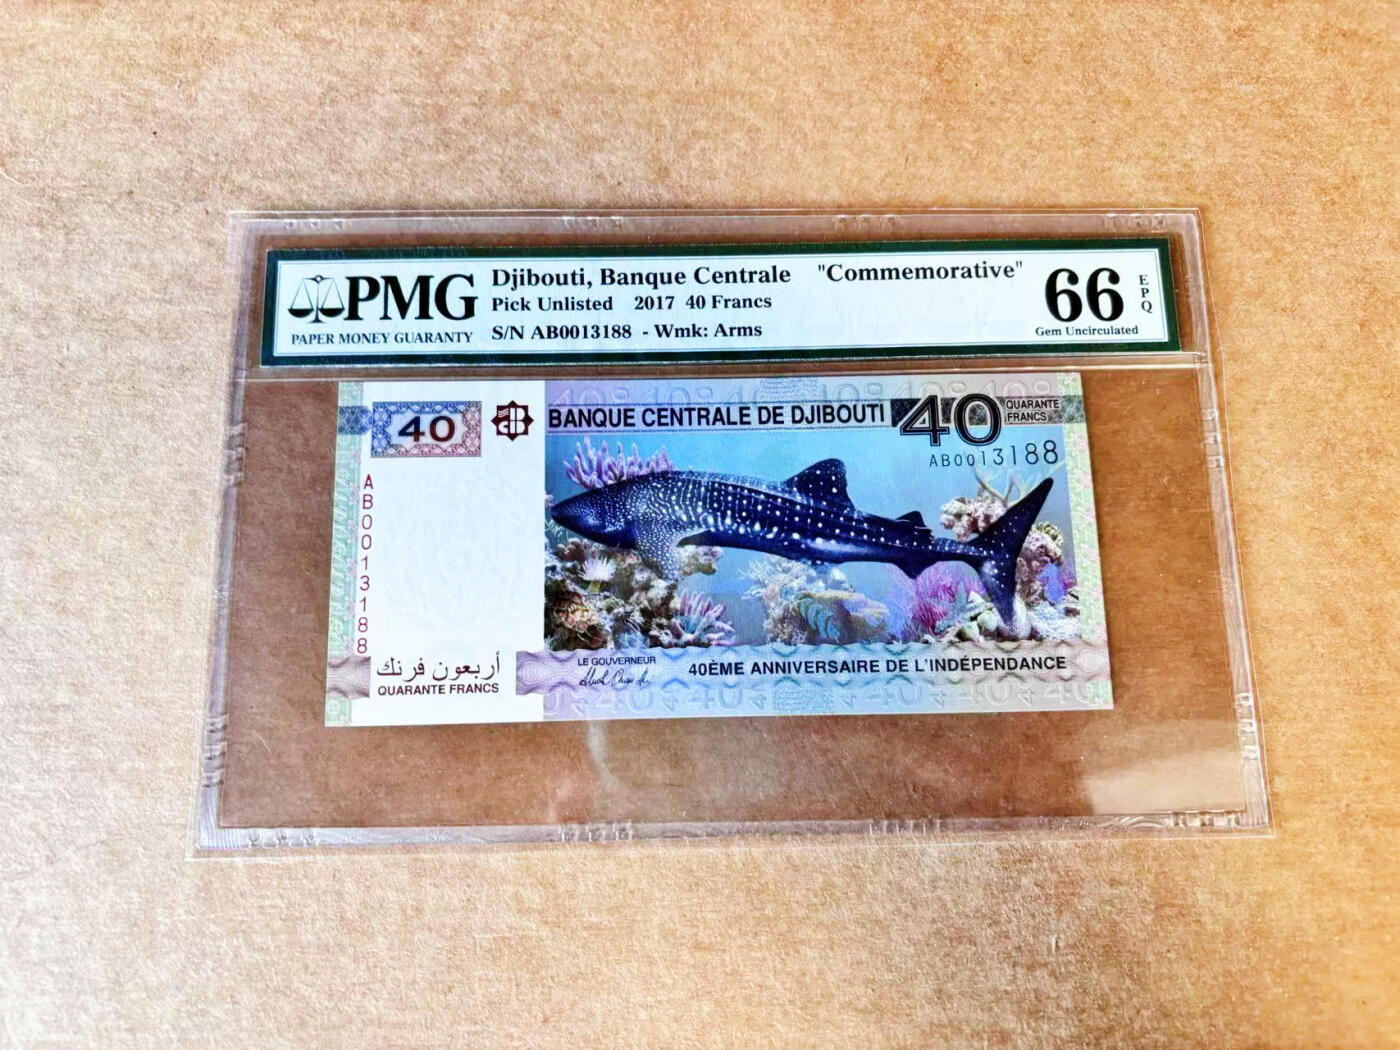 PMG
PAPER MONEY GUARANTY
Djibouti, Banque Centrale "Commemorative"
Pick Unlisted 2017 40 Francs
S/N AB0013188 - Wmk: Arms
66
EPQ
Gem Uncirculated
40
BANQUE CENTRALE DE DJIBOUTI
40
QUARANTE
FRANCS
AB0013188
AB0013188
أربعون فرنك
QUARANTE FRANCS
LE GOUVERNEUR
40ÈME ANNIVERSAIRE DE L'INDÉPENDANCE